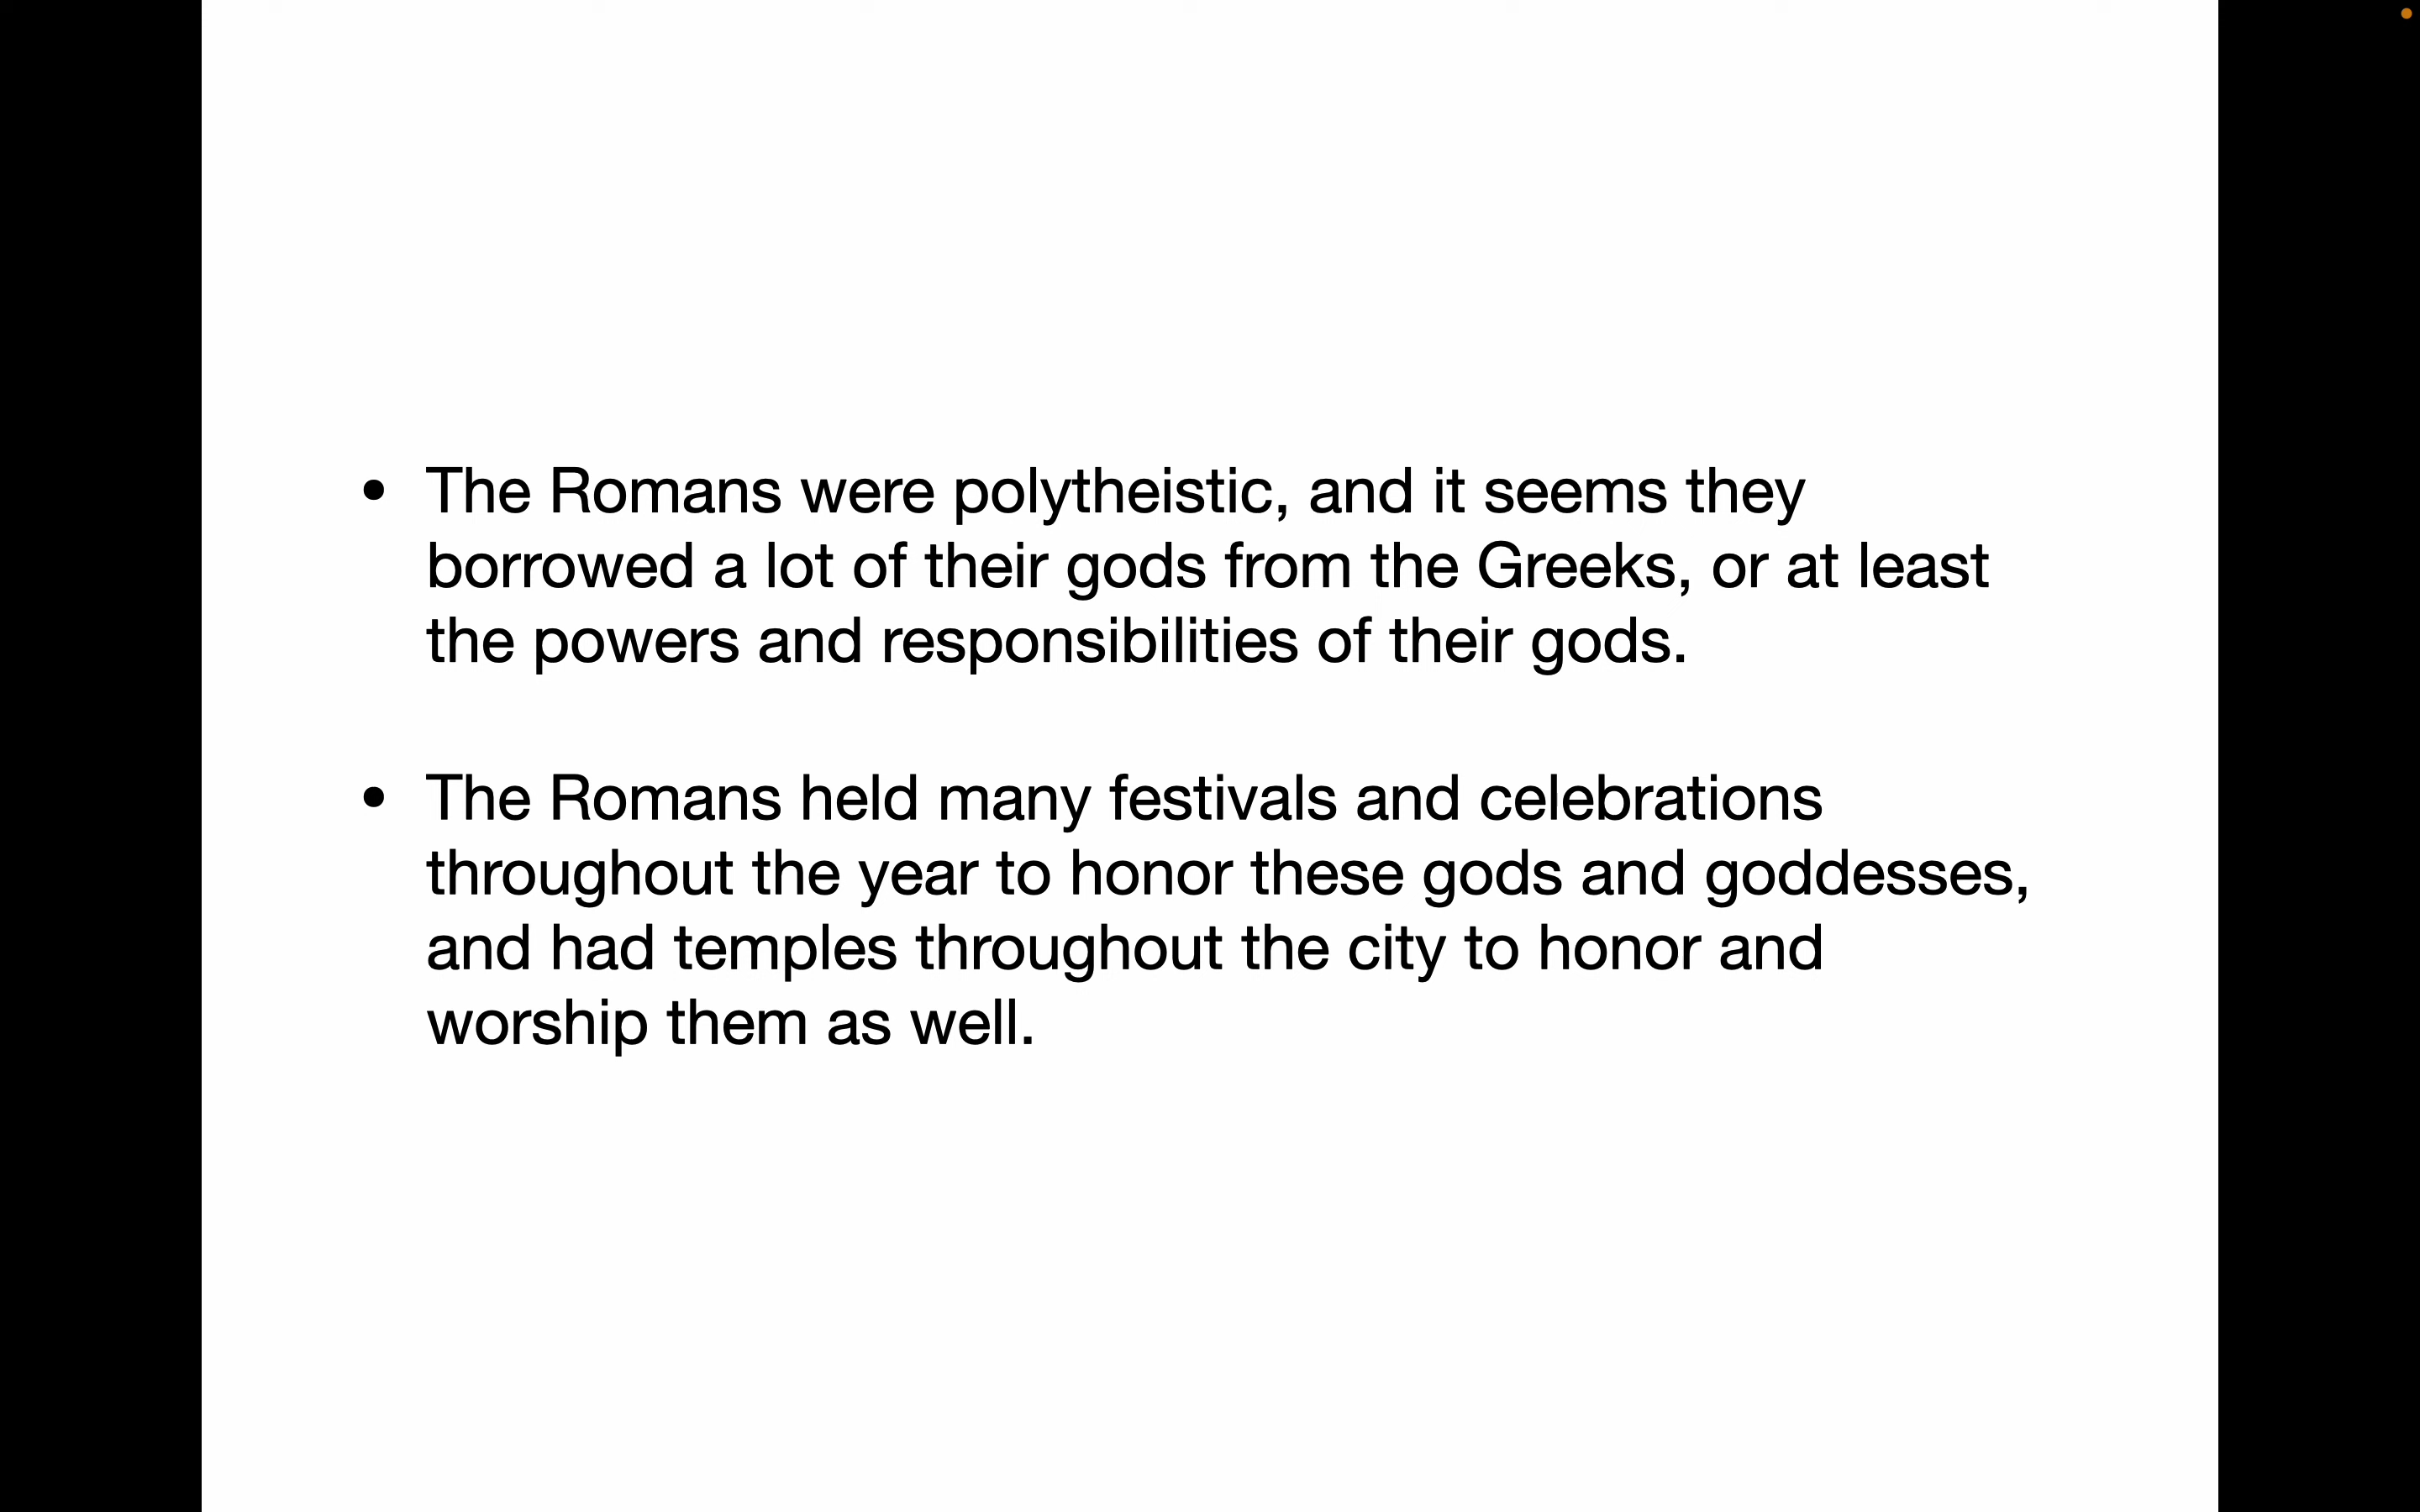 • The Romans were polytheistic, and it seems they
borrowed a lot of their gods from the Greeks, or at least
the powers and responsibilities of their gods.
• The Romans held many festivals and celebrations
throughout the year to honor these gods and goddesses,
and had temples throughout the city to honor and
worship them as well.